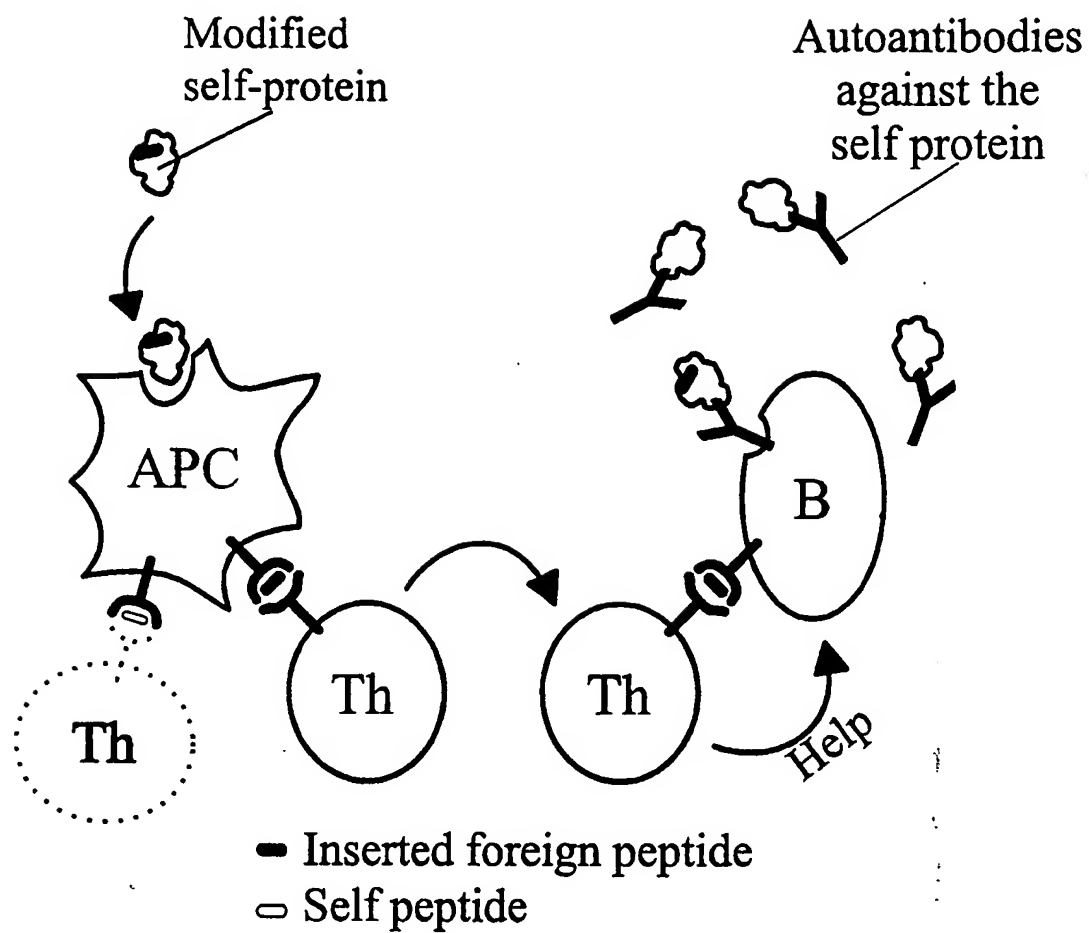 Modified
self-protein
Autoantibodies
against the
self protein
APC
B
Th
Th
Th
Help
Inserted foreign peptide
Self peptide